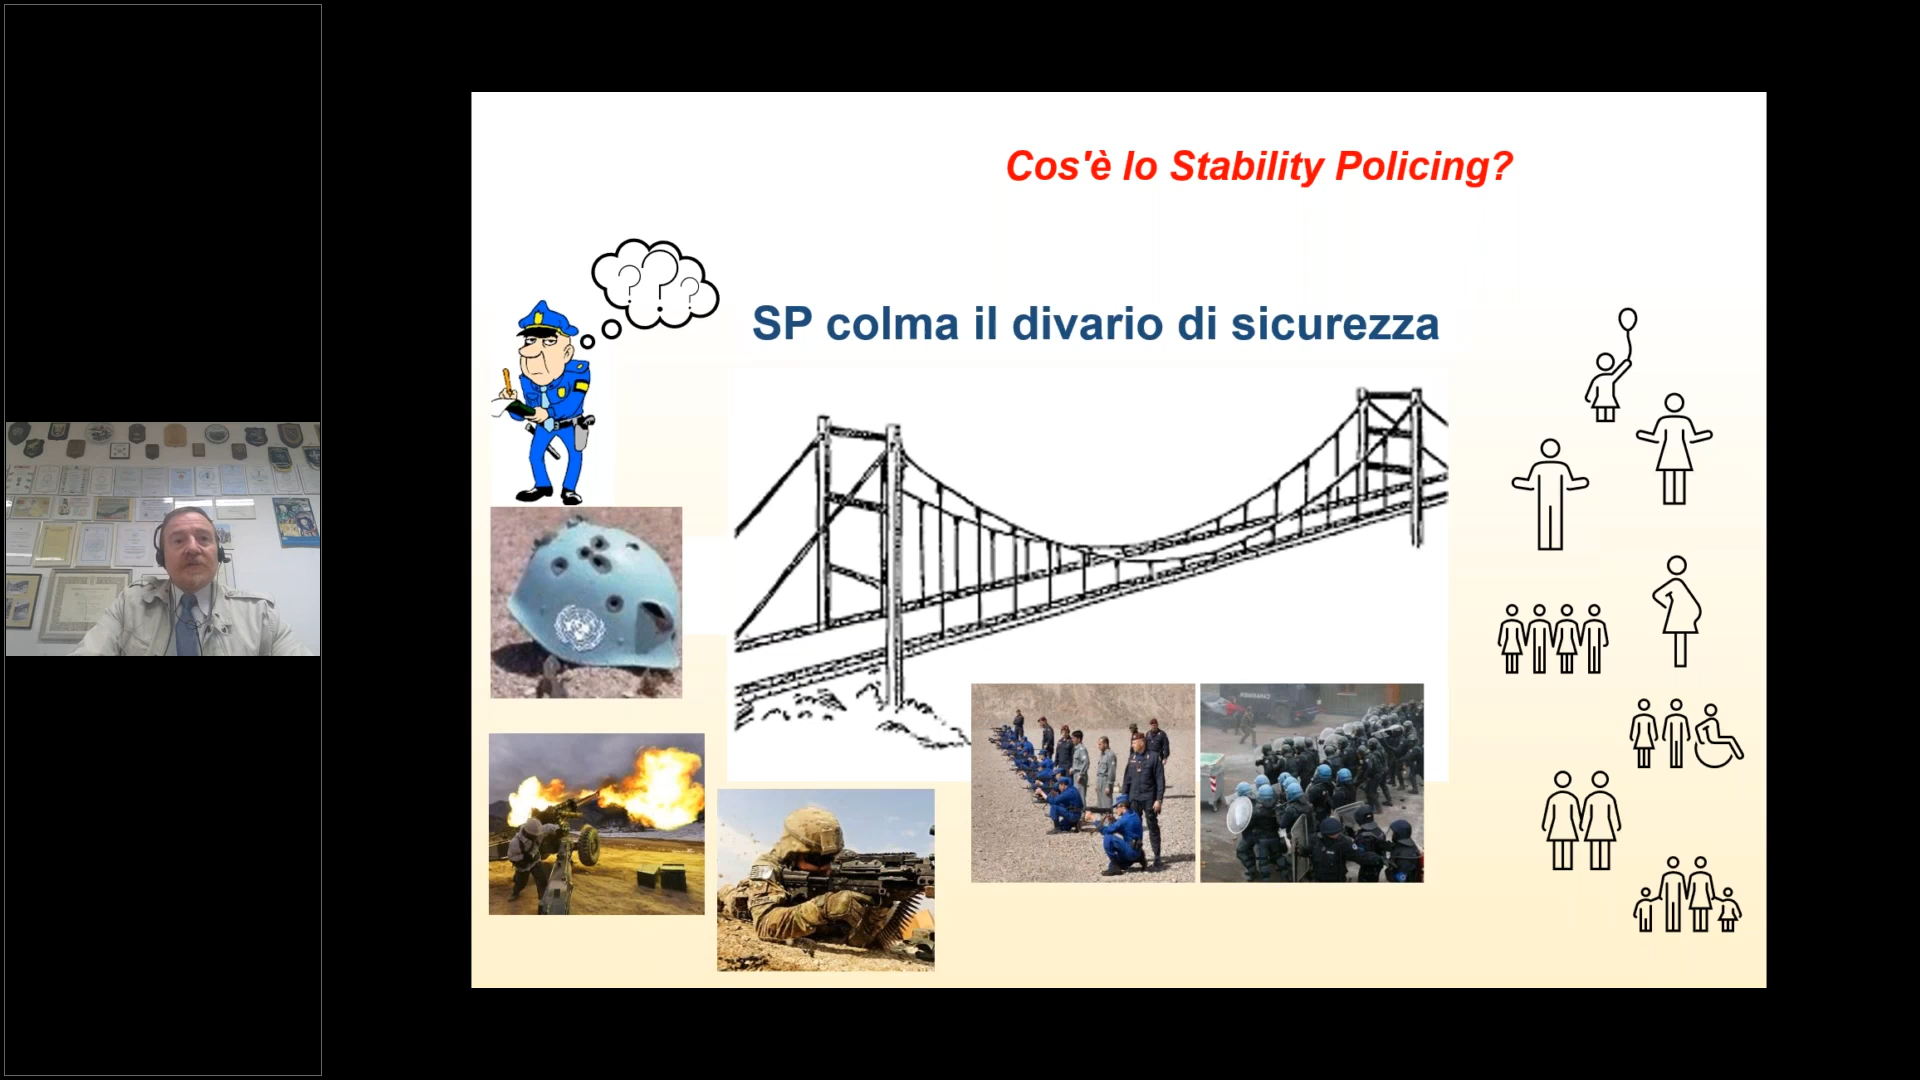 Cos'è lo Stability Policing?
? ? ?
SP colma il divario di sicurezza